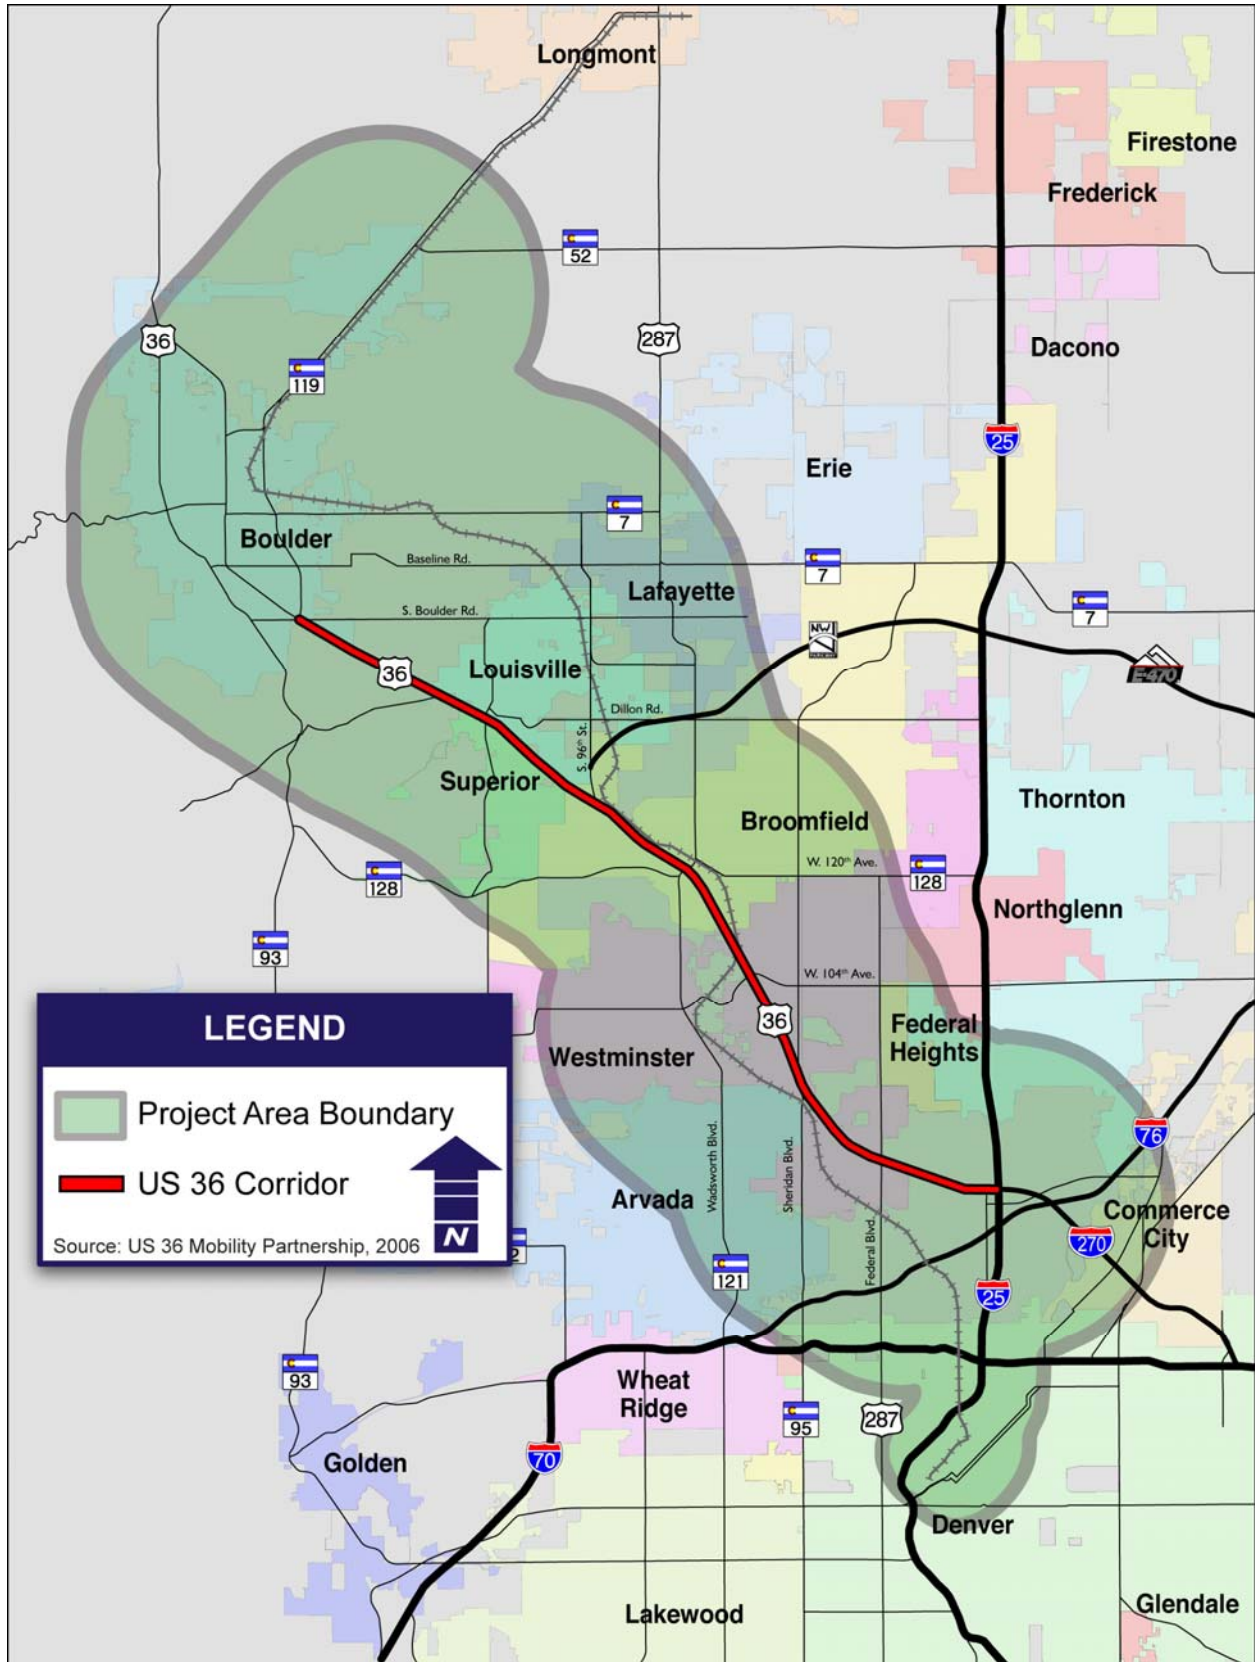 Longmont
Firestone
Frederick
52
36
287
Dacono
119
25
Erie
7
Boulder
Baseline Rd.
7
Lafayette
7
S. Boulder Rd.
NW
36
Louisville
E-470
Dillon Rd.
S. 96th St.
Superior
Thornton
Broomfield
W. 120th Ave.
128
128
Northglenn
93
W. 104th Ave.
36
Federal
Heights
Westminster
LEGEND
Project Area Boundary
US 36 Corridor
N
Source: US 36 Mobility Partnership, 2006
2
76
Wadsworth Blvd.
Sheridan Blvd.
Arvada
Commerce
City
Federal Blvd.
270
121
25
93
Wheat
Ridge
95
287
70
Golden
Denver
Lakewood
Glendale